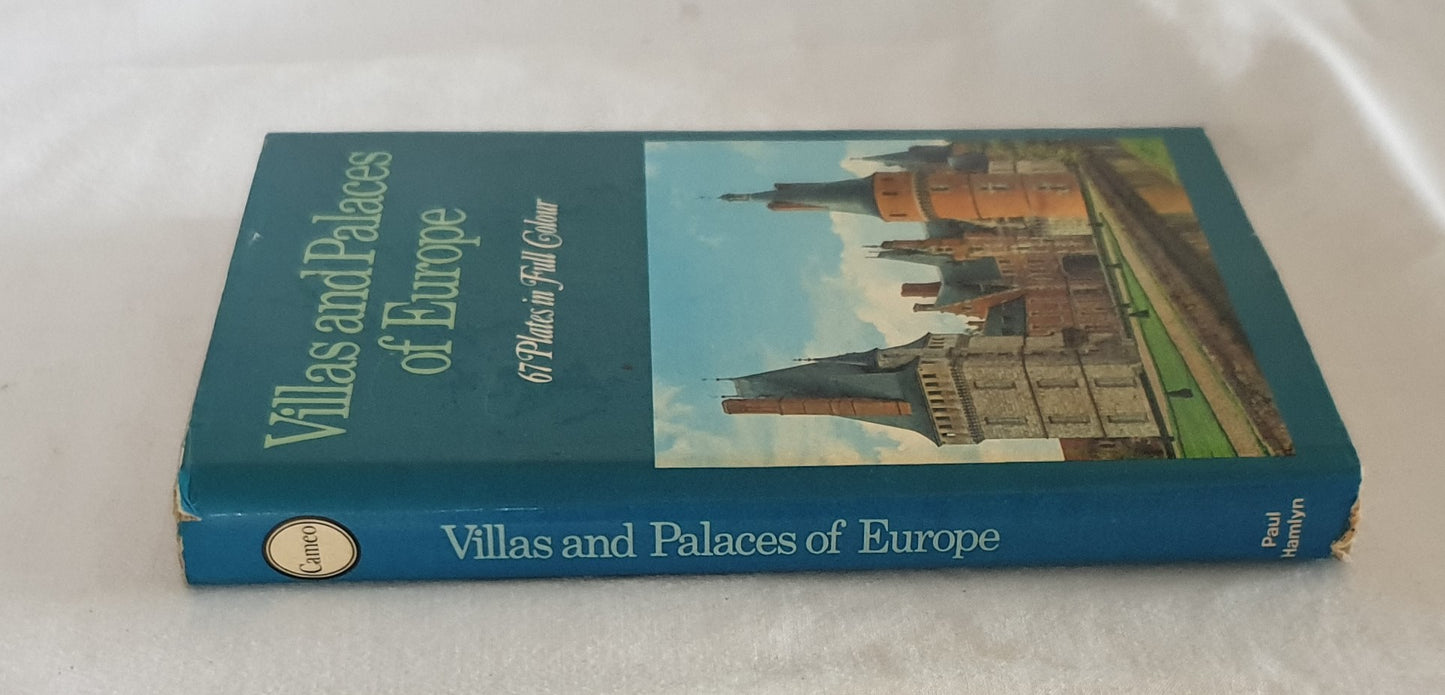 Villas and Palaces
of Europe
67 Plates in Full Colour
Cameo
Villas and Palaces of Europe
Paul
Hamlyn